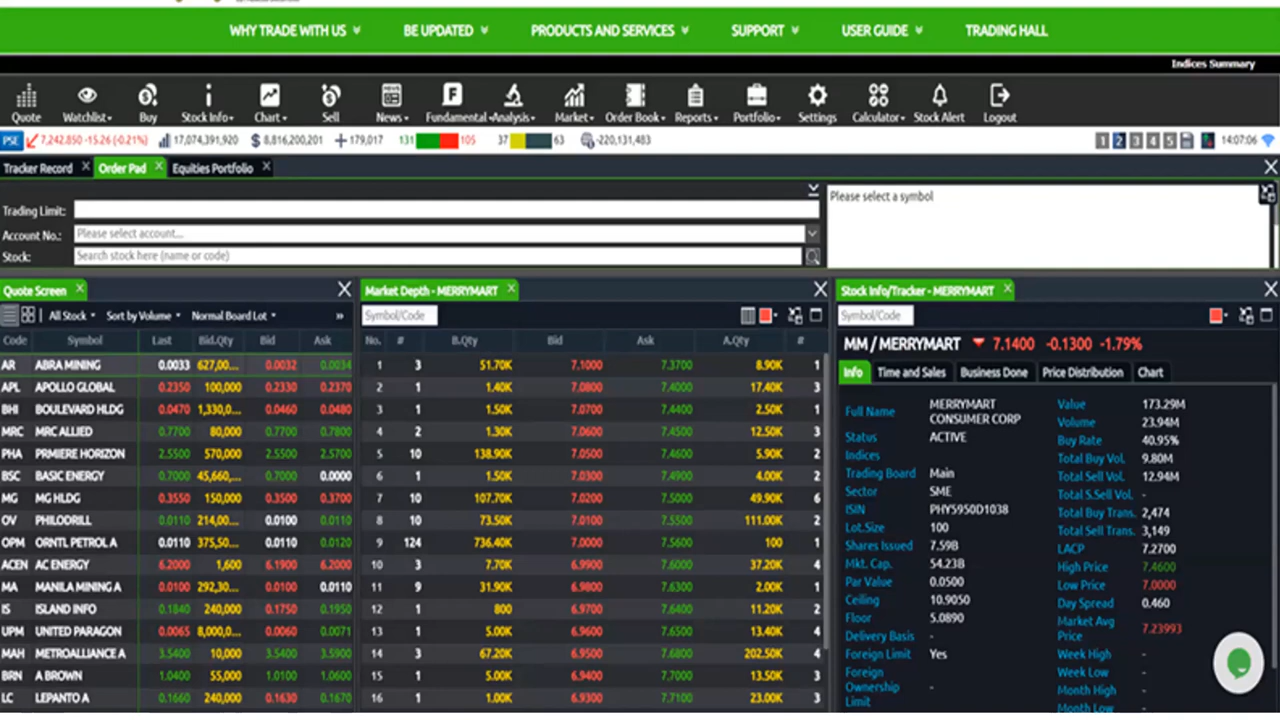 WHY TRADE WITH US BE UPDATED PRODUCTS AND SERVICES SUPPORT USER GUIDE TRADING HALL
Indices Summary
Quote Watchlist Buy Stock Info Chart Sell News Fundamental Analysis Market Order Book Reports Portfolio Settings Calculator Stock Alert Logout
PSE 7,242.850 -15.26 (-0.21%) 17,074,391,920 $ 8,816,200,201 179,017 131 105 37 63 -220,131,483 1 2 3 4 5 14:07:06
Tracker Record X Order Pad X Equities Portfolio X
Please select a symbol
Trading Limit:
Account No.: Please select account...
Stock: Search stock here (name or code)
Quote Screen Market Depth - MERRYMART Stock Info/Tracker - MERRYMART
All Stock Sort by Volume Normal Board Lot » Symbol/Code Symbol/Code
Code Symbol Last Bid.Qty Bid Ask No. # B.Qty Bid Ask A.Qty #
MM / MERRYMART 7.1400 -0.1300 -1.79%
Info Time and Sales Business Done Price Distribution Chart
AR ABRA MINING 0.0033 627,00... 0.0032 0.0034 1 3 51.70K 7.1000 7.3700 8.90K 1
APL APOLLO GLOBAL 0.2350 100,000 0.2330 0.2370 2 1 1.40K 7.0800 7.4000 17.40K 3
BHI BOULEVARD HLDG 0.0470 1,330,0... 0.0460 0.0480 3 1 1.50K 7.0700 7.4400 2.50K 1
MRC MRC ALLIED 0.7700 80,000 0.7700 0.7800 4 2 1.30K 7.0600 7.4500 12.50K 3
PHA PRMIERE HORIZON 2.5500 570,000 2.5500 2.5700 5 10 138.90K 7.0500 7.4600 5.90K 2
BSC BASIC ENERGY 0.7000 45,660,... 0.7000 0.0000 6 1 1.50K 7.0300 7.4900 4.00K 2
MG MG HLDG 0.3550 150,000 0.3500 0.3700 7 10 107.70K 7.0200 7.5000 49.90K 6
OV PHILODRILL 0.0110 214,00... 0.0100 0.0110 8 10 73.50K 7.0100 7.5500 111.00K 2
OPM ORNTL PETROL A 0.0110 375,50... 0.0110 0.0120 9 124 736.40K 7.0000 7.5600 100 1
ACEN AC ENERGY 6.2000 1,600 6.1900 6.2000 10 3 7.70K 6.9900 7.6000 37.20K 4
MA MANILA MINING A 0.0100 292,30... 0.0100 0.0110 11 9 31.90K 6.9800 7.6300 2.00K 1
IS ISLAND INFO 0.1840 240,000 0.1750 0.1950 12 1 800 6.9700 7.6400 11.20K 2
UPM UNITED PARAGON 0.0065 8,000,0... 0.0060 0.0071 13 1 5.00K 6.9600 7.6500 13.40K 4
MAH METROALLIANCE A 3.5400 10,000 3.5400 3.5900 14 3 67.20K 6.9500 7.6800 202.50K 4
BRN A BROWN 1.0400 55,000 1.0100 1.0600 15 1 5.00K 6.9400 7.7000 13.50K 3
LC LEPANTO A 0.1660 240,000 0.1630 0.1670 16 1 1.00K 6.9300 7.7100 23.00K 3
Full Name MERRYMART
CONSUMER CORP
Status ACTIVE
Indices
Trading Board Main
Sector SME
ISIN PHY5950D1038
Lot.Size 100
Shares Issued 7.59B
Mkt. Cap. 54.23B
Par Value 0.0500
Ceiling 10.9050
Floor 5.0890
Delivery Basis -
Foreign Limit Yes
Foreign
Ownership -
Limit
Value 173.29M
Volume 23.94M
Buy Rate 40.95%
Total Buy Vol. 9.80M
Total Sell Vol. 12.94M
Total S.Sell Vol. -
Total Buy Trans. 2,474
Total Sell Trans. 3,149
LACP 7.2700
High Price 7.4600
Low Price 7.0000
Day Spread 0.460
Market Avg
Price 7.23993
Week High -
Week Low -
Month High -
Month Low -